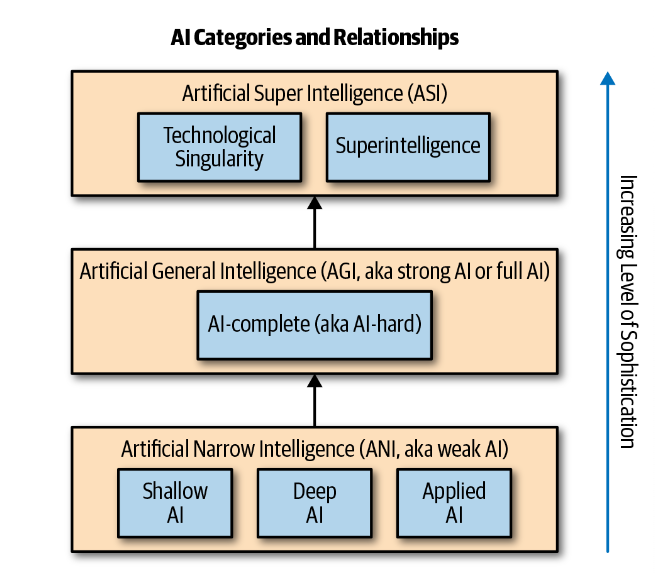 AI Categories and Relationships
Artificial Super Intelligence (ASI)
Technological
Singularity
Superintelligence
Artificial General Intelligence (AGI, aka strong AI or full AI)
AI-complete (aka AI-hard)
Artificial Narrow Intelligence (ANI, aka weak AI)
Shallow
AI
Deep
AI
Applied
AI
Increasing Level of Sophistication